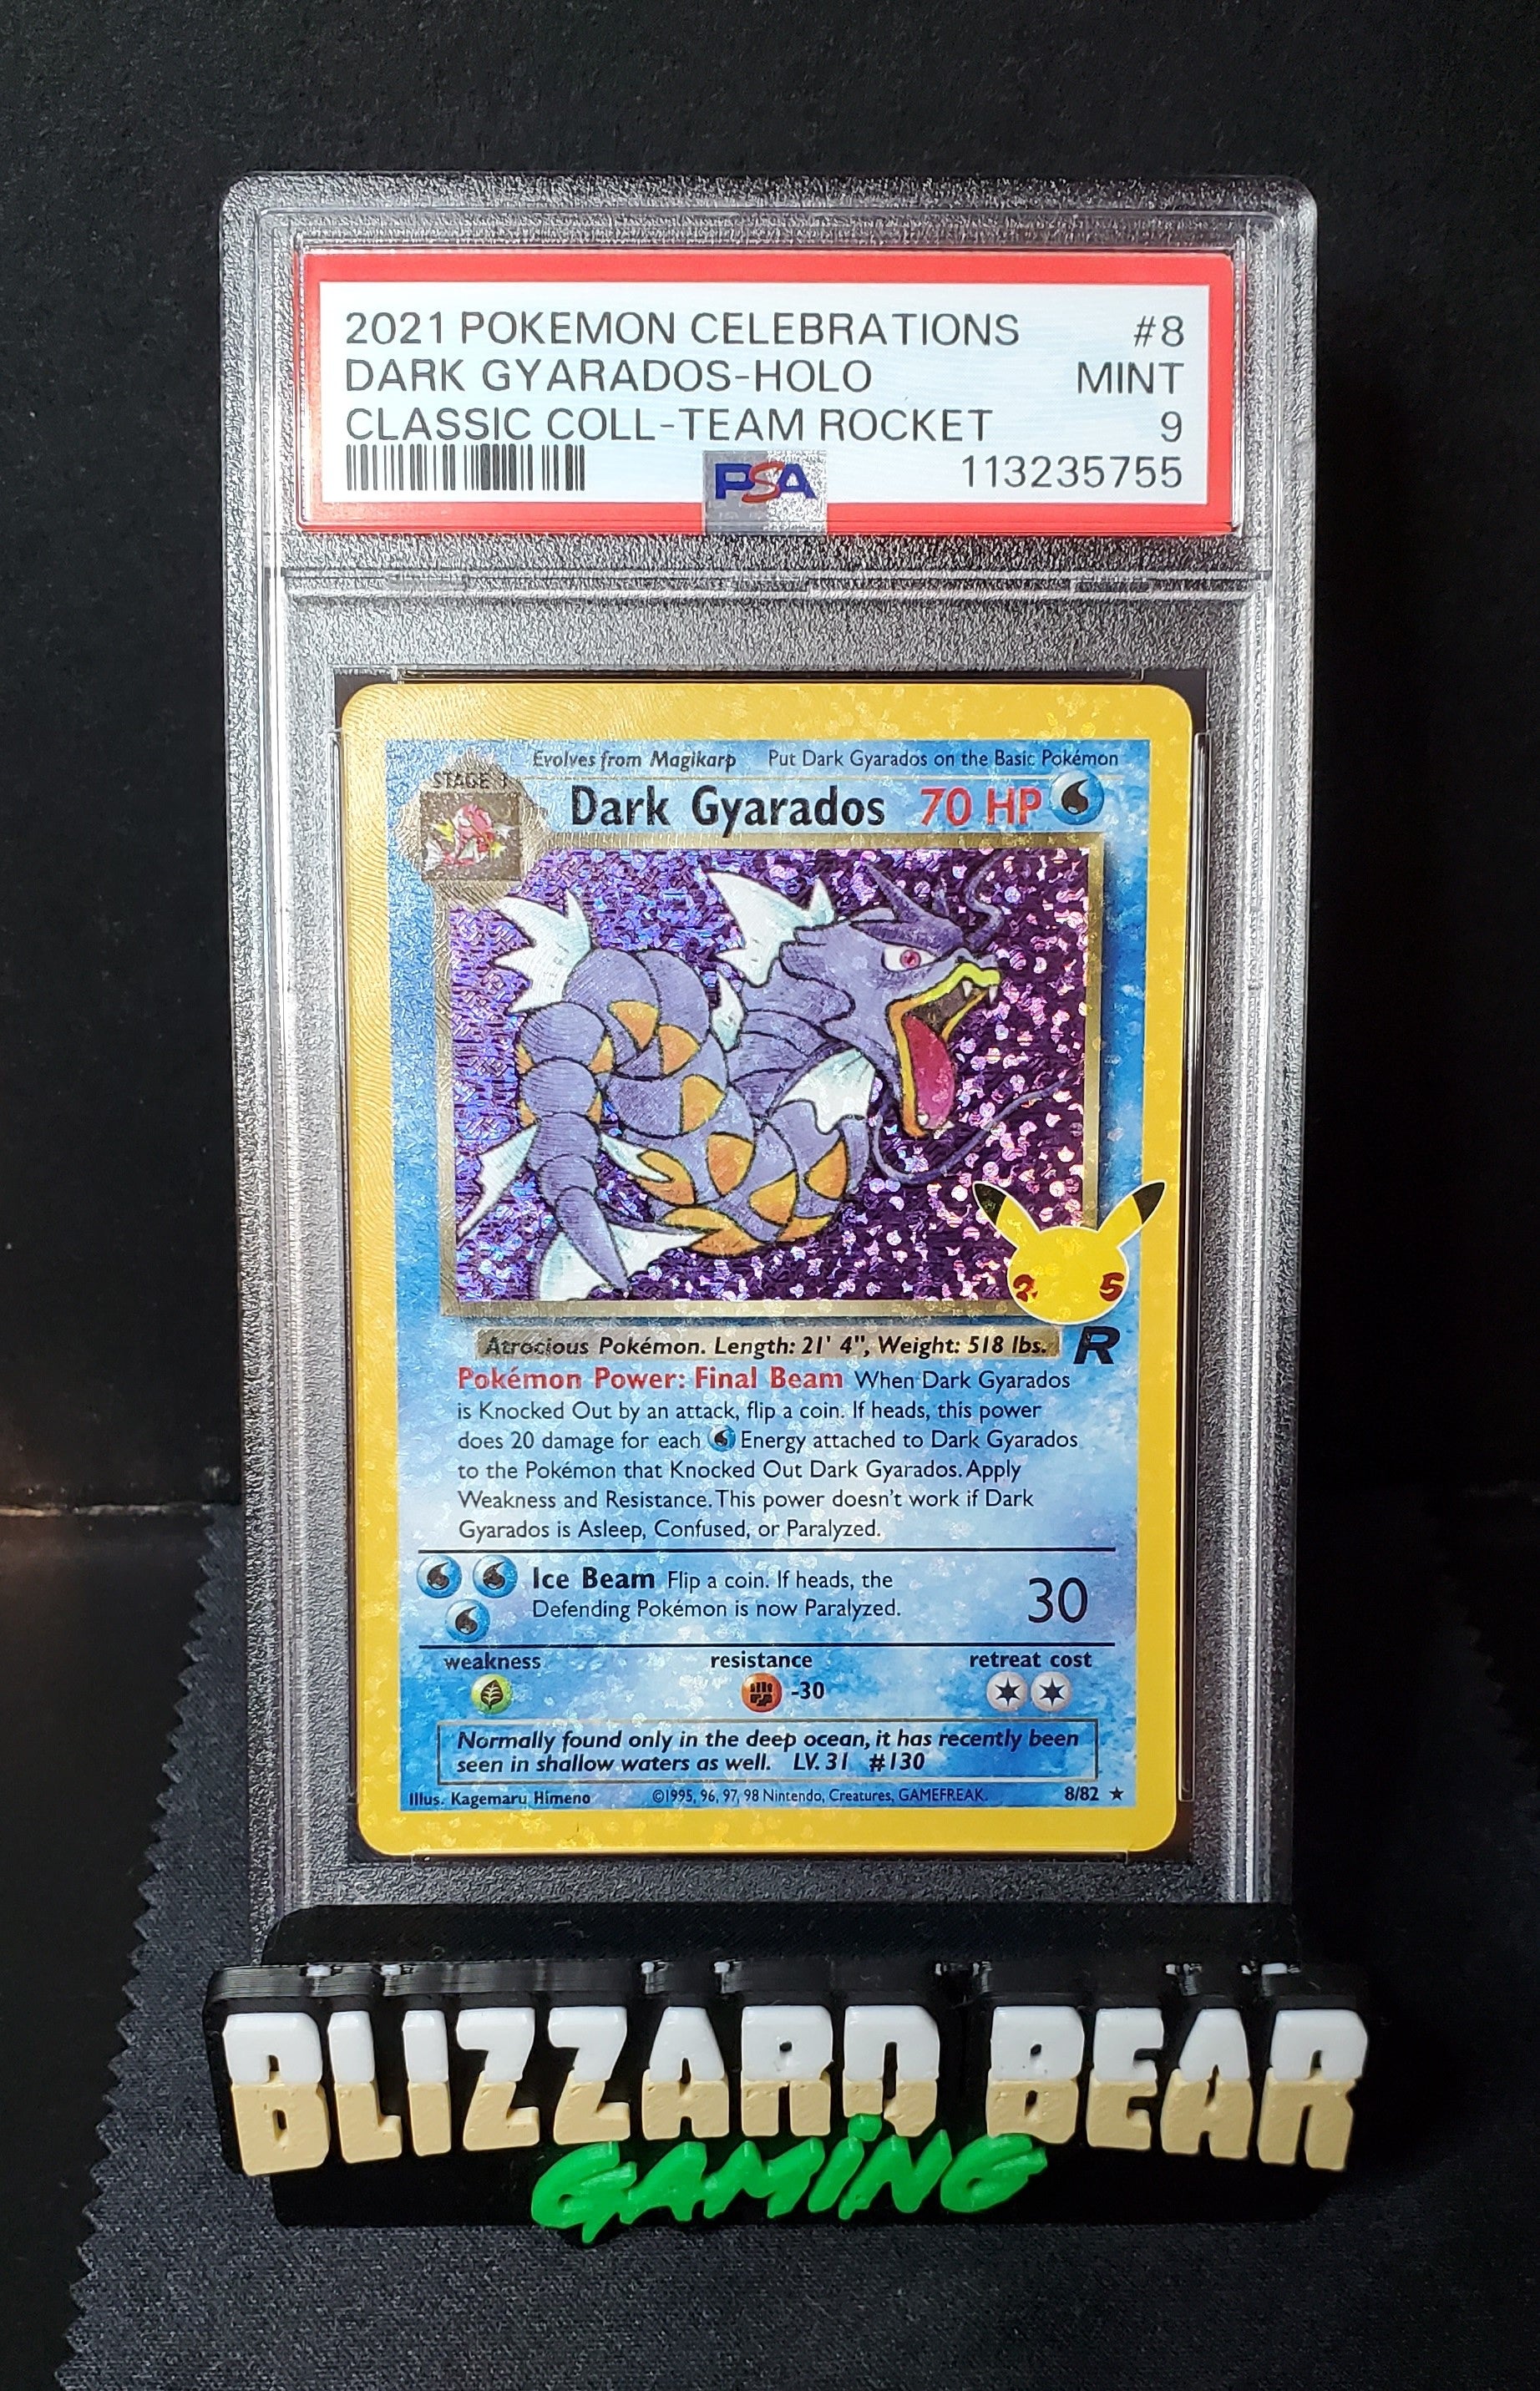 2021 POKEMON CELEBRATIONS #8
DARK GYARADOS-HOLO MINT
CLASSIC COLL-TEAM ROCKET 9
PSA 113235755
Evolves from Magikarp Put Dark Gyarados on the Basic Pokémon
STAGE 1
Dark Gyarados 70 HP
25
Atrocious Pokémon. Length: 21' 4", Weight: 518 lbs.
R
Pokémon Power: Final Beam When Dark Gyarados
is Knocked Out by an attack, flip a coin. If heads, this power
does 20 damage for each Energy attached to Dark Gyarados
to the Pokémon that Knocked Out Dark Gyarados. Apply
Weakness and Resistance. This power doesn't work if Dark
Gyarados is Asleep, Confused, or Paralyzed.
Ice Beam Flip a coin. If heads, the
Defending Pokémon is now Paralyzed.
30
weakness resistance retreat cost
-30
Normally found only in the deep ocean, it has recently been
seen in shallow waters as well. LV. 31 #130
Illus. Kagemaru Himeno ©1995, 96, 97, 98 Nintendo, Creatures, GAMEFREAK. 8/82 ★
BLIZZARD BEAR
GAMING